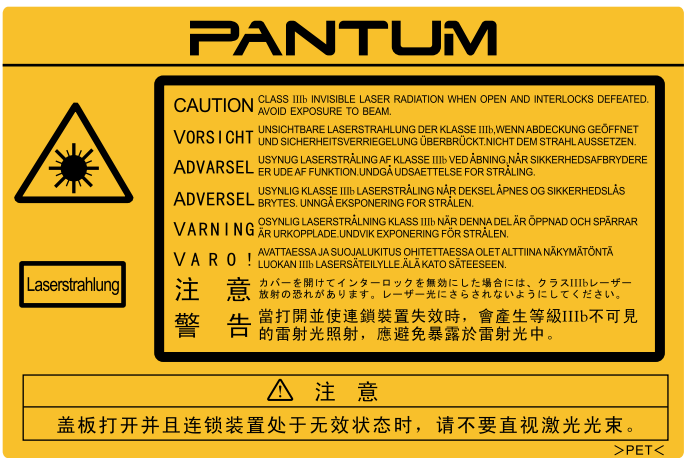 PANTUM
CAUTION CLASS IIIb INVISIBLE LASER RADIATION WHEN OPEN AND INTERLOCKS DEFEATED.
AVOID EXPOSURE TO BEAM.
VORSICHT UNSICHTBARE LASERSTRAHLUNG DER KLASSE IIIb,WENN ABDECKUNG GEÖFFNET
UND SICHERHEITSVERRIEGELUNG ÜBERBRÜCKT.NICHT DEM STRAHL AUSSETZEN.
ADVARSEL USYNUG LASERSTRÅLING AF KLASSE IIIb VED ÅBNING,NÅR SIKKERHEDSAFBRYDERE
ER UDE AF FUNKTION.UNDGÅ UDSAETTELSE FOR STRÅLING.
ADVERSEL USYNLIG KLASSE IIIb LASERSTRÅLING NÅR DEKSEL ÅPNES OG SIKKERHEDSLÅS
BRYTES. UNNGÅ EKSPONERING FOR STRÅLEN.
VARNING OSYNLIG LASERSTRÅLNING KLASS IIIb NÄR DENNA DEL ÄR ÖPPNAD OCH SPÄRRAR
ÄR URKOPPLADE.UNDVIK EXPONERING FÖR STRÅLEN.
VARO! AVATTAESSA JA SUOJALUKITUS OHITETTAESSA OLET ALTTIINA NÄKYMÄTÖNTÄ
LUOKAN IIIb LASERSÄTEILYLLE.ÄLÄ KATO SÄTEESEEN.
注 意 カバーを開けてインターロックを無効にした場合には、クラスIIIbレーザー
放射の恐れがあります。レーザー光にさらされないようにしてください。
警 告 當打開並使連鎖裝置失效時，會產生等級IIIb不可見
的雷射光照射，應避免暴露於雷射光中。
Laserstrahlung
注 意
盖板打开并且连锁装置处于无效状态时，请不要直视激光光束。
>PET<